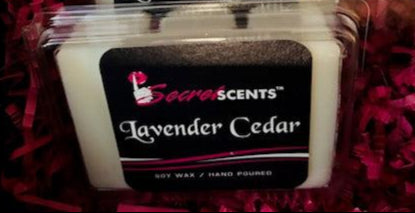 SecretSCENTS™
Lavender Cedar
SOY WAX / HAND POURED